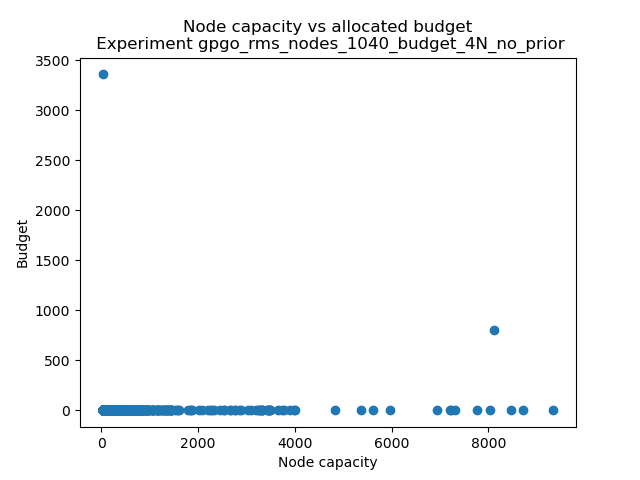 Node capacity vs allocated budget
Experiment gpgo_rms_nodes_1040_budget_4N_no_prior
3500
3000
2500
2000
1500
1000
500
0
Budget
0 2000 4000 6000 8000
Node capacity